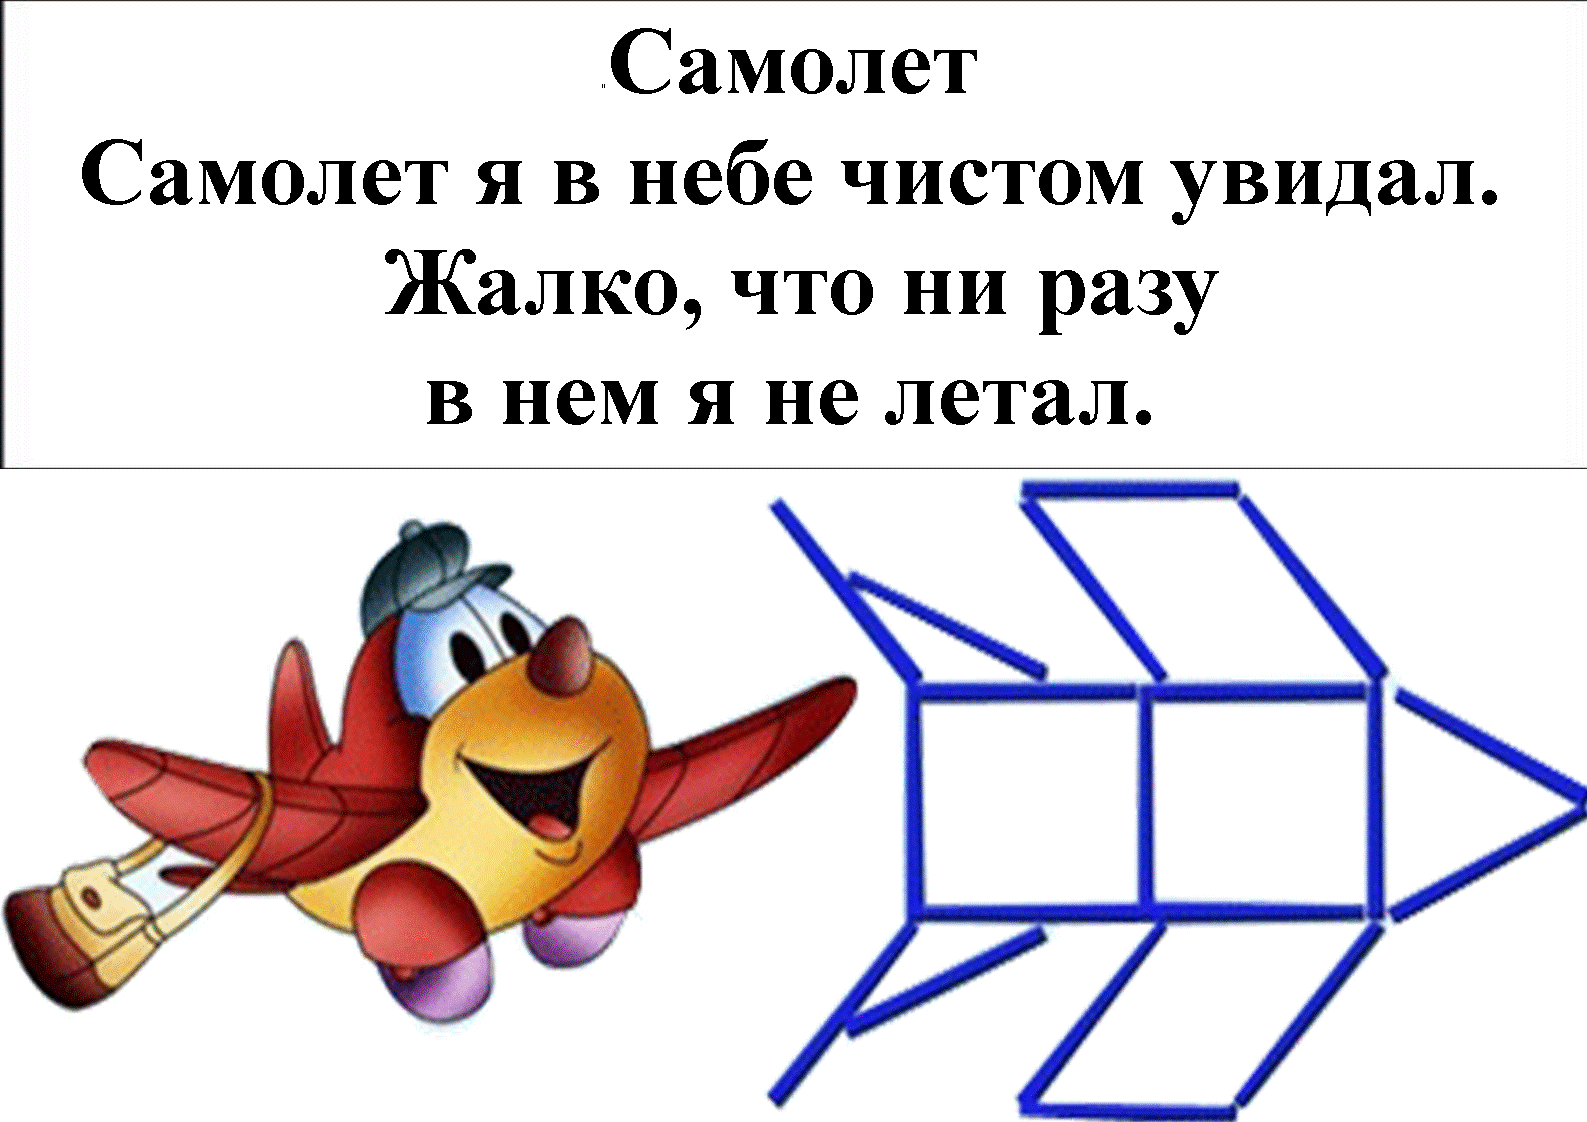 "Самолет
Самолет я в небе чистом увидал.
Жалко, что ни разу
в нем я не летал.